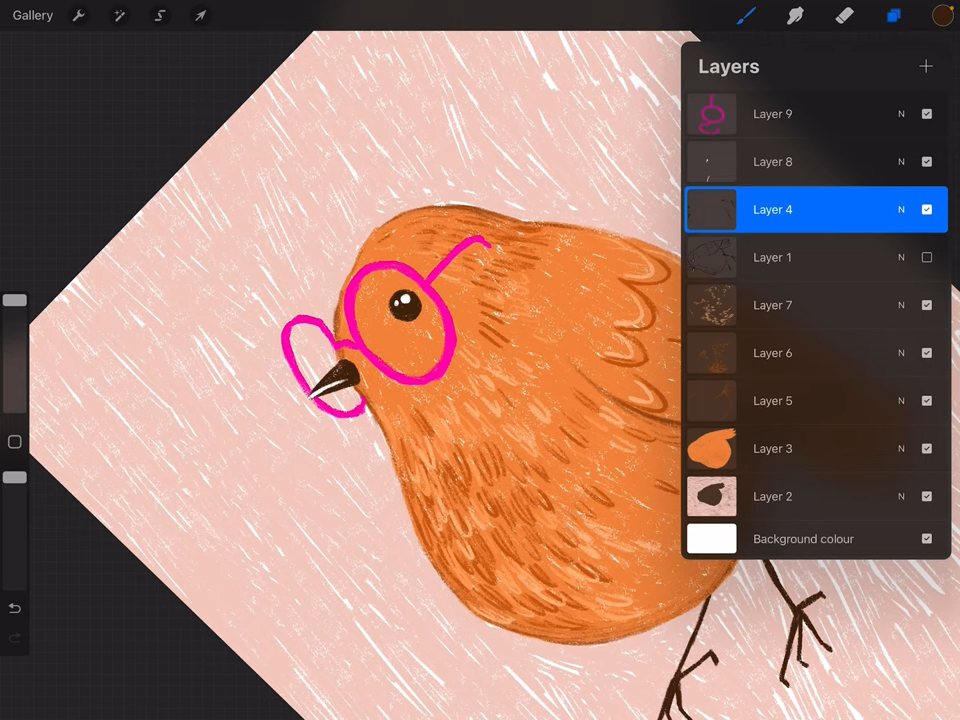 Gallery
Layers
Layer 9 N
Layer 8 N
Layer 4 N
Layer 1 N
Layer 7 N
Layer 6 N
Layer 5 N
Layer 3 N
Layer 2 N
Background colour